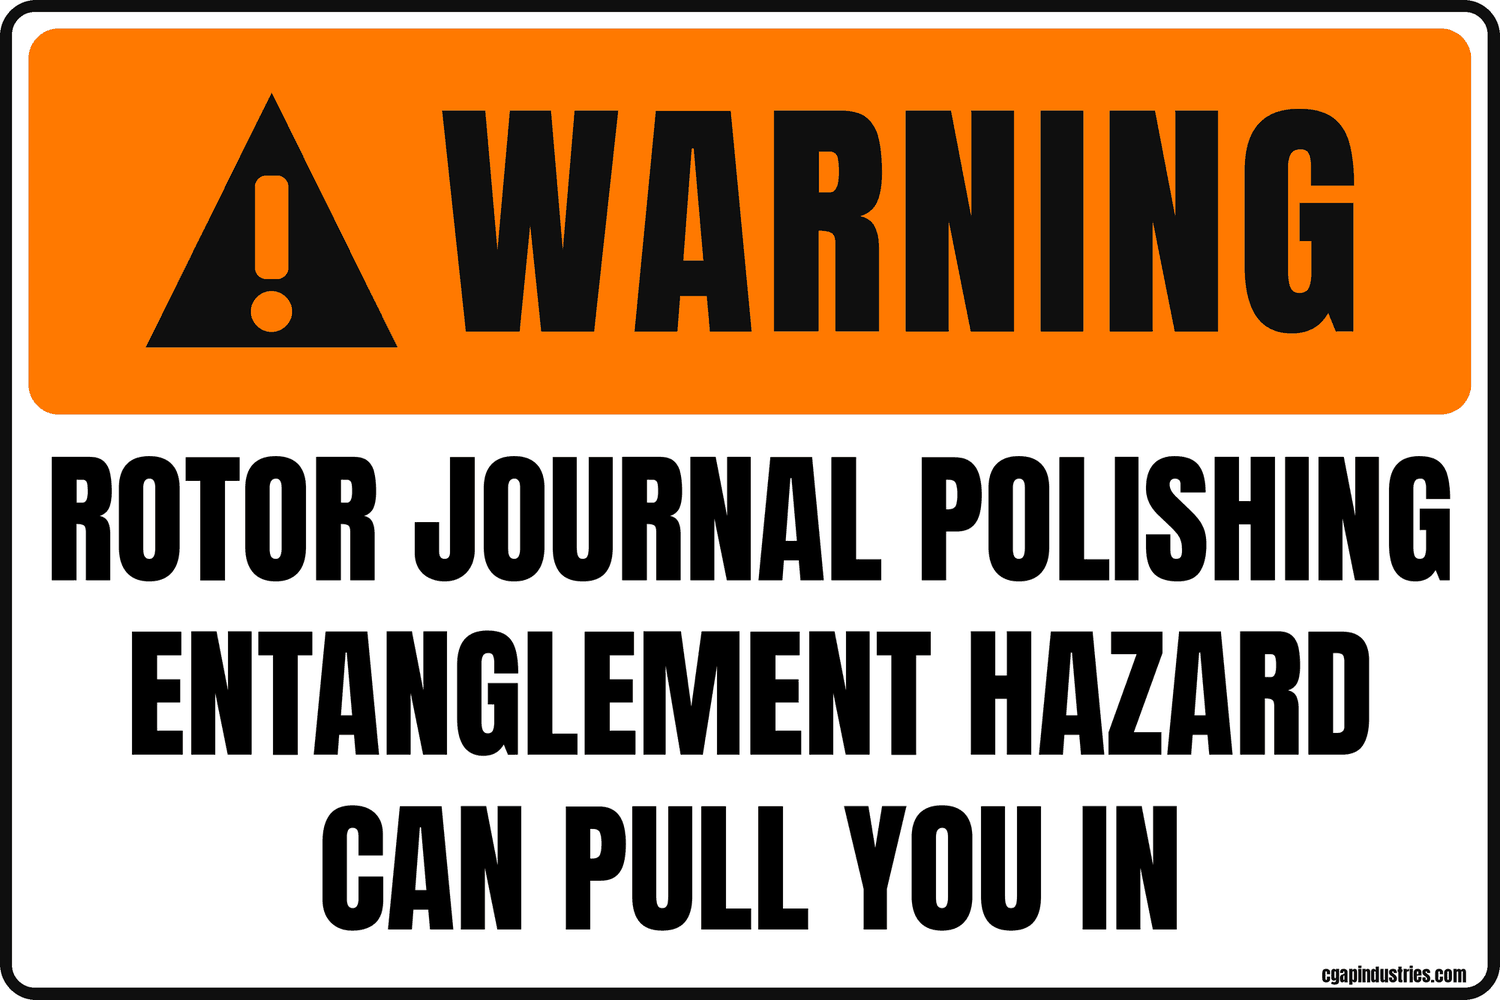 WARNING
ROTOR JOURNAL POLISHING
ENTANGLEMENT HAZARD
CAN PULL YOU IN
cgapindustries.com